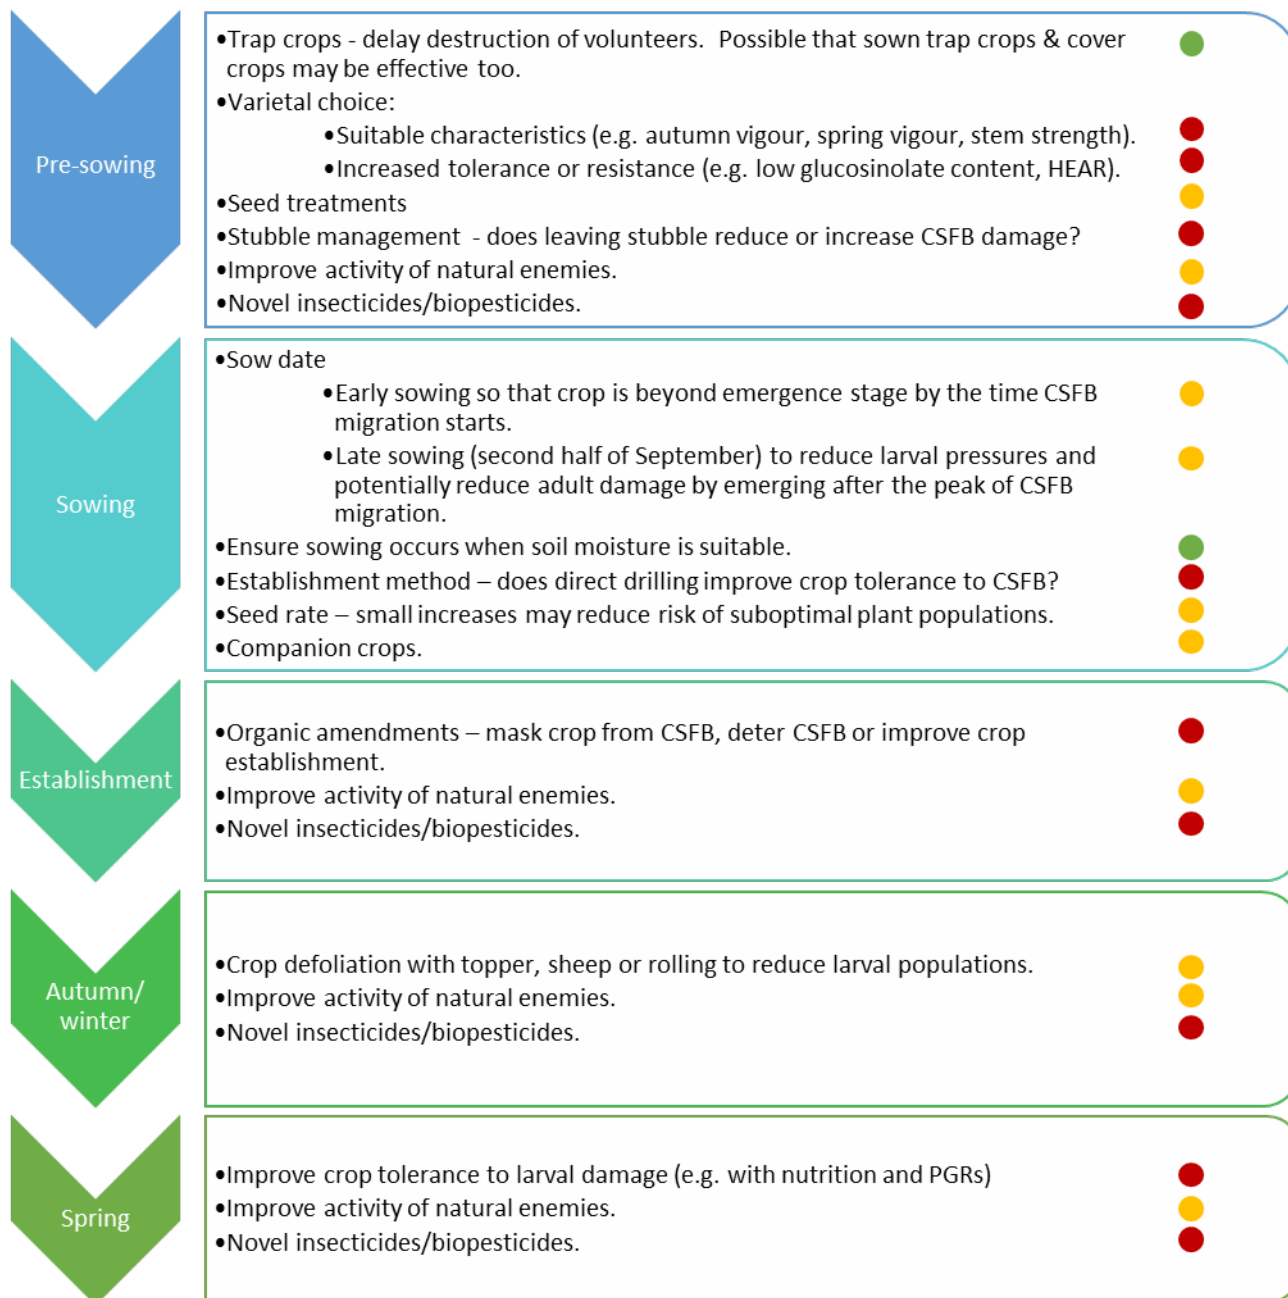 Pre-sowing
•Trap crops - delay destruction of volunteers. Possible that sown trap crops & cover
crops may be effective too.
•Varietal choice:
•Suitable characteristics (e.g. autumn vigour, spring vigour, stem strength).
•Increased tolerance or resistance (e.g. low glucosinolate content, HEAR).
•Seed treatments
•Stubble management - does leaving stubble reduce or increase CSFB damage?
•Improve activity of natural enemies.
•Novel insecticides/biopesticides.
Sowing
•Sow date
•Early sowing so that crop is beyond emergence stage by the time CSFB
migration starts.
•Late sowing (second half of September) to reduce larval pressures and
potentially reduce adult damage by emerging after the peak of CSFB
migration.
•Ensure sowing occurs when soil moisture is suitable.
•Establishment method – does direct drilling improve crop tolerance to CSFB?
•Seed rate – small increases may reduce risk of suboptimal plant populations.
•Companion crops.
Establishment
•Organic amendments – mask crop from CSFB, deter CSFB or improve crop
establishment.
•Improve activity of natural enemies.
•Novel insecticides/biopesticides.
Autumn/
winter
•Crop defoliation with topper, sheep or rolling to reduce larval populations.
•Improve activity of natural enemies.
•Novel insecticides/biopesticides.
Spring
•Improve crop tolerance to larval damage (e.g. with nutrition and PGRs)
•Improve activity of natural enemies.
•Novel insecticides/biopesticides.